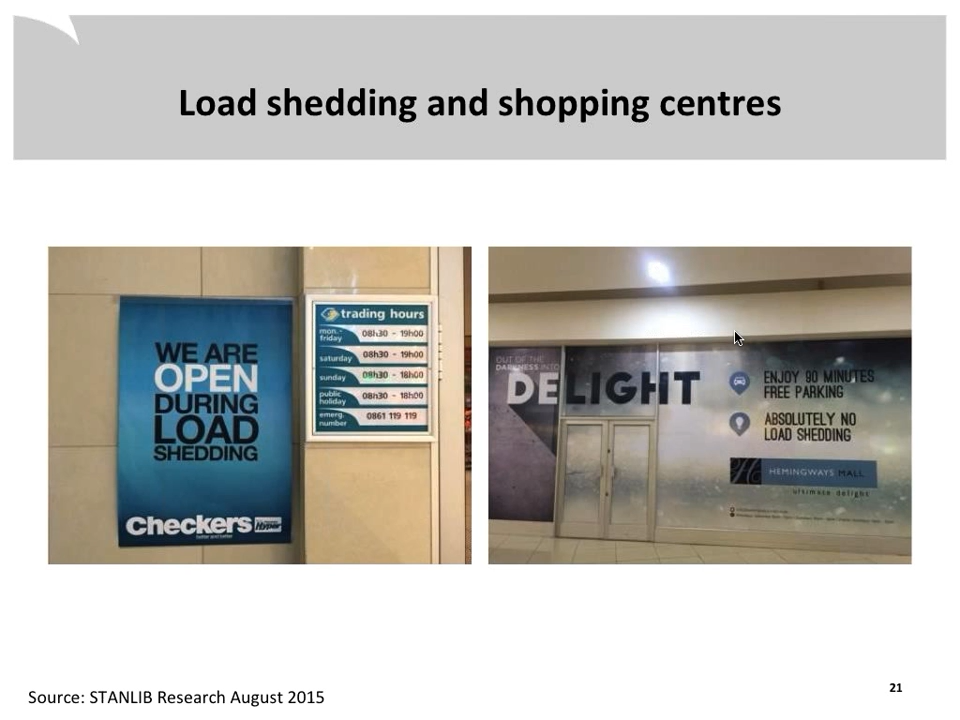 Load shedding and shopping centres
WE ARE
OPEN
DURING
LOAD
SHEDDING
Checkers
Hyper
better and better
trading hours
mon. - friday 08h30 - 19h00
saturday 08h30 - 19h00
sunday 08h30 - 18h00
public holiday 08h30 - 18h00
emerg. number 0861 119 119
OUT OF THE
DARKNESS INTO
DELIGHT
ENJOY 90 MINUTES
FREE PARKING
ABSOLUTELY NO
LOAD SHEDDING
HEMINGWAYS MALL
ultimate delight
Source: STANLIB Research August 2015
21